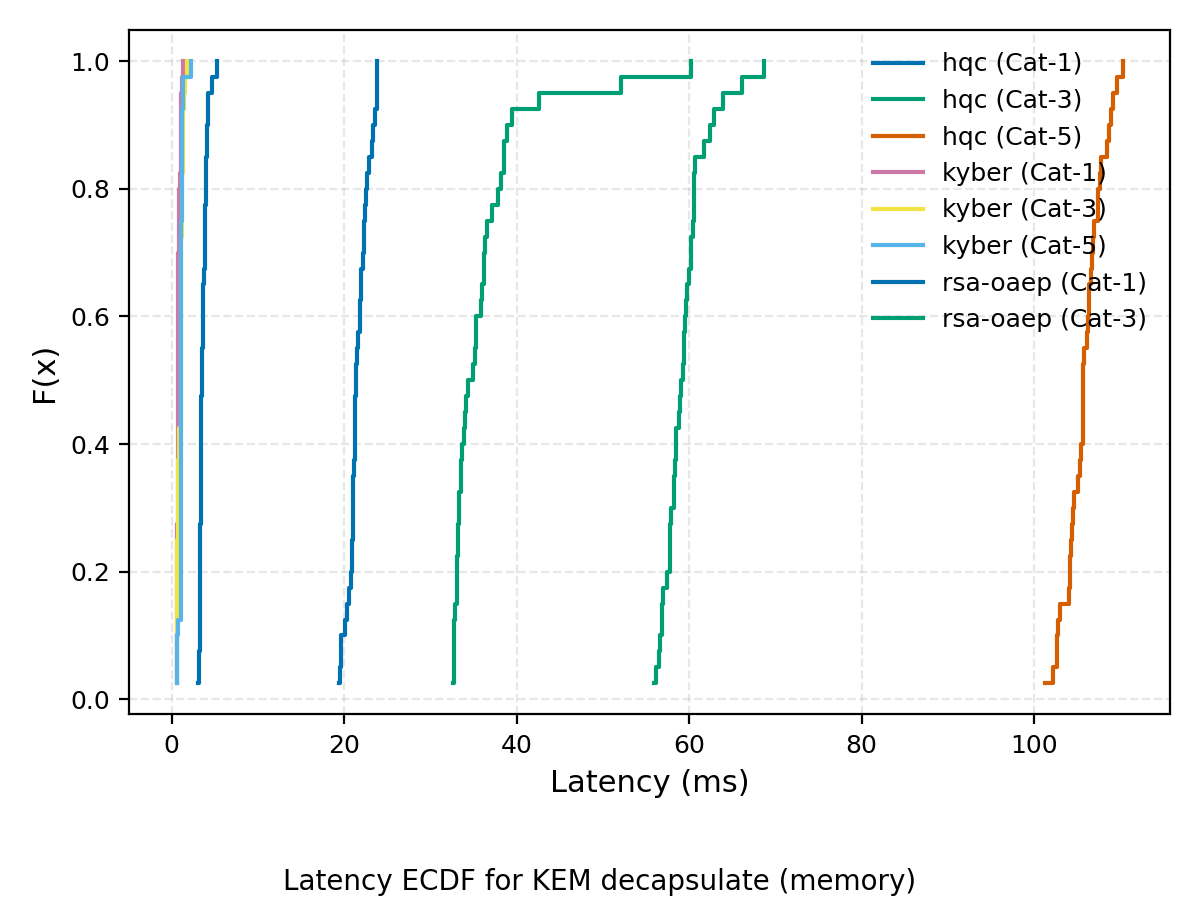 1.0
0.8
0.6
0.4
0.2
0.0
F(x)
hqc (Cat-1)
hqc (Cat-3)
hqc (Cat-5)
kyber (Cat-1)
kyber (Cat-3)
kyber (Cat-5)
rsa-oaep (Cat-1)
rsa-oaep (Cat-3)
0 20 40 60 80 100
Latency (ms)
Latency ECDF for KEM decapsulate (memory)